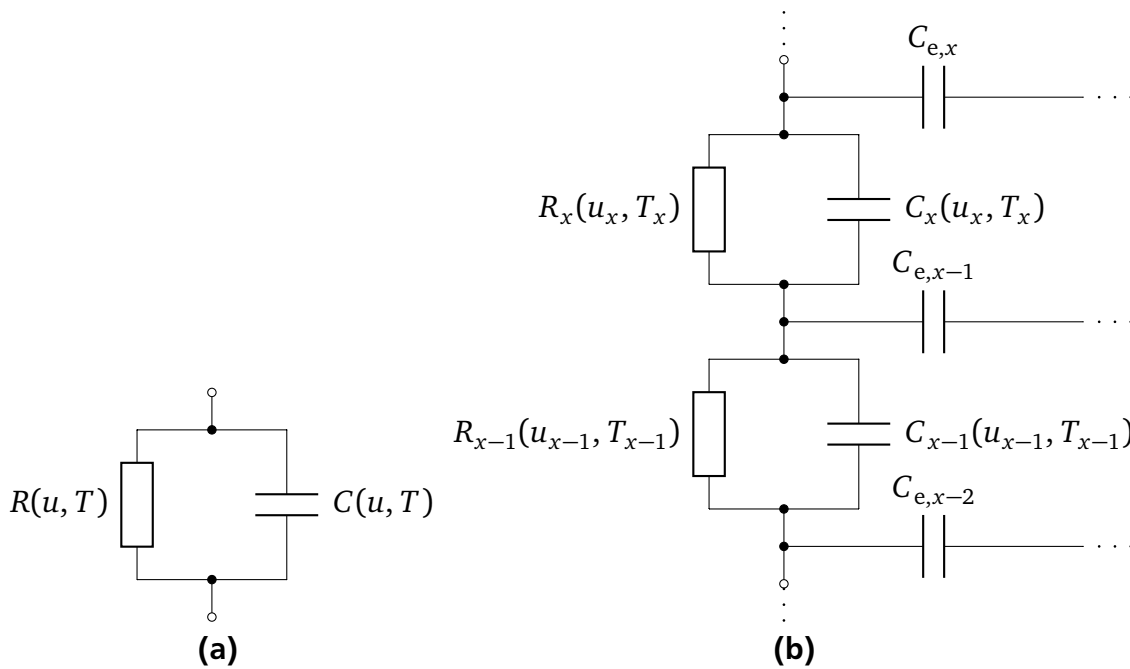 C_{e,x}
R_x(u_x, T_x)
C_x(u_x, T_x)
C_{e,x−1}
R_{x−1}(u_{x−1}, T_{x−1})
C_{x−1}(u_{x−1}, T_{x−1})
C_{e,x−2}
R(u, T)
C(u, T)
(a)
(b)